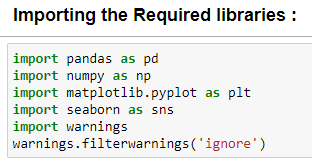 Importing the Required libraries :
import pandas as pd
import numpy as np
import matplotlib.pyplot as plt
import seaborn as sns
import warnings
warnings.filterwarnings('ignore')